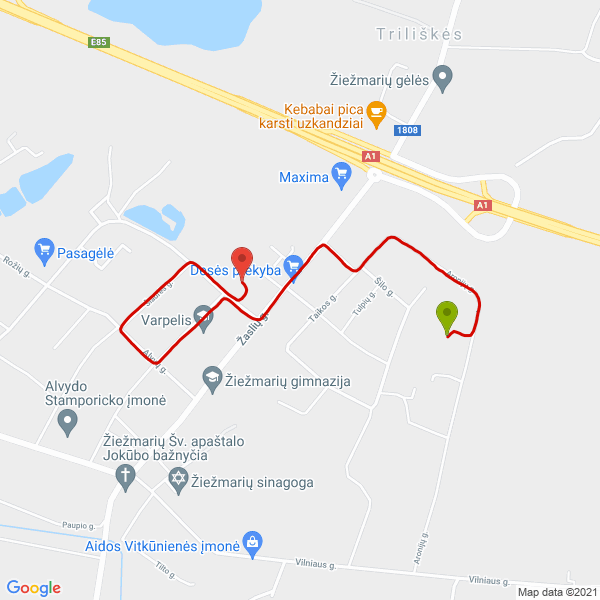 Triliškės
E85
Žiežmarių gėlės
Kebabai pica
karsti uzkandziai
1808
A1
Maxima
A1
Pasagėlė
Rožių g.
Dešės prekyba
Šilo g.
Tulpių g.
Taikos g.
Varpelis
Žaslių g.
Alyvų g.
Žiežmarių gimnazija
Alvydo
Stamporicko įmonė
Žiežmarių Šv. apaštalo
Jokūbo bažnyčia
Žiežmarių sinagoga
Paupio g.
Aidos Vitkūnienės įmonė
Aronijų g.
Tilto g.
Vilniaus g.
Vilniaus g.
Google
Map data ©2021